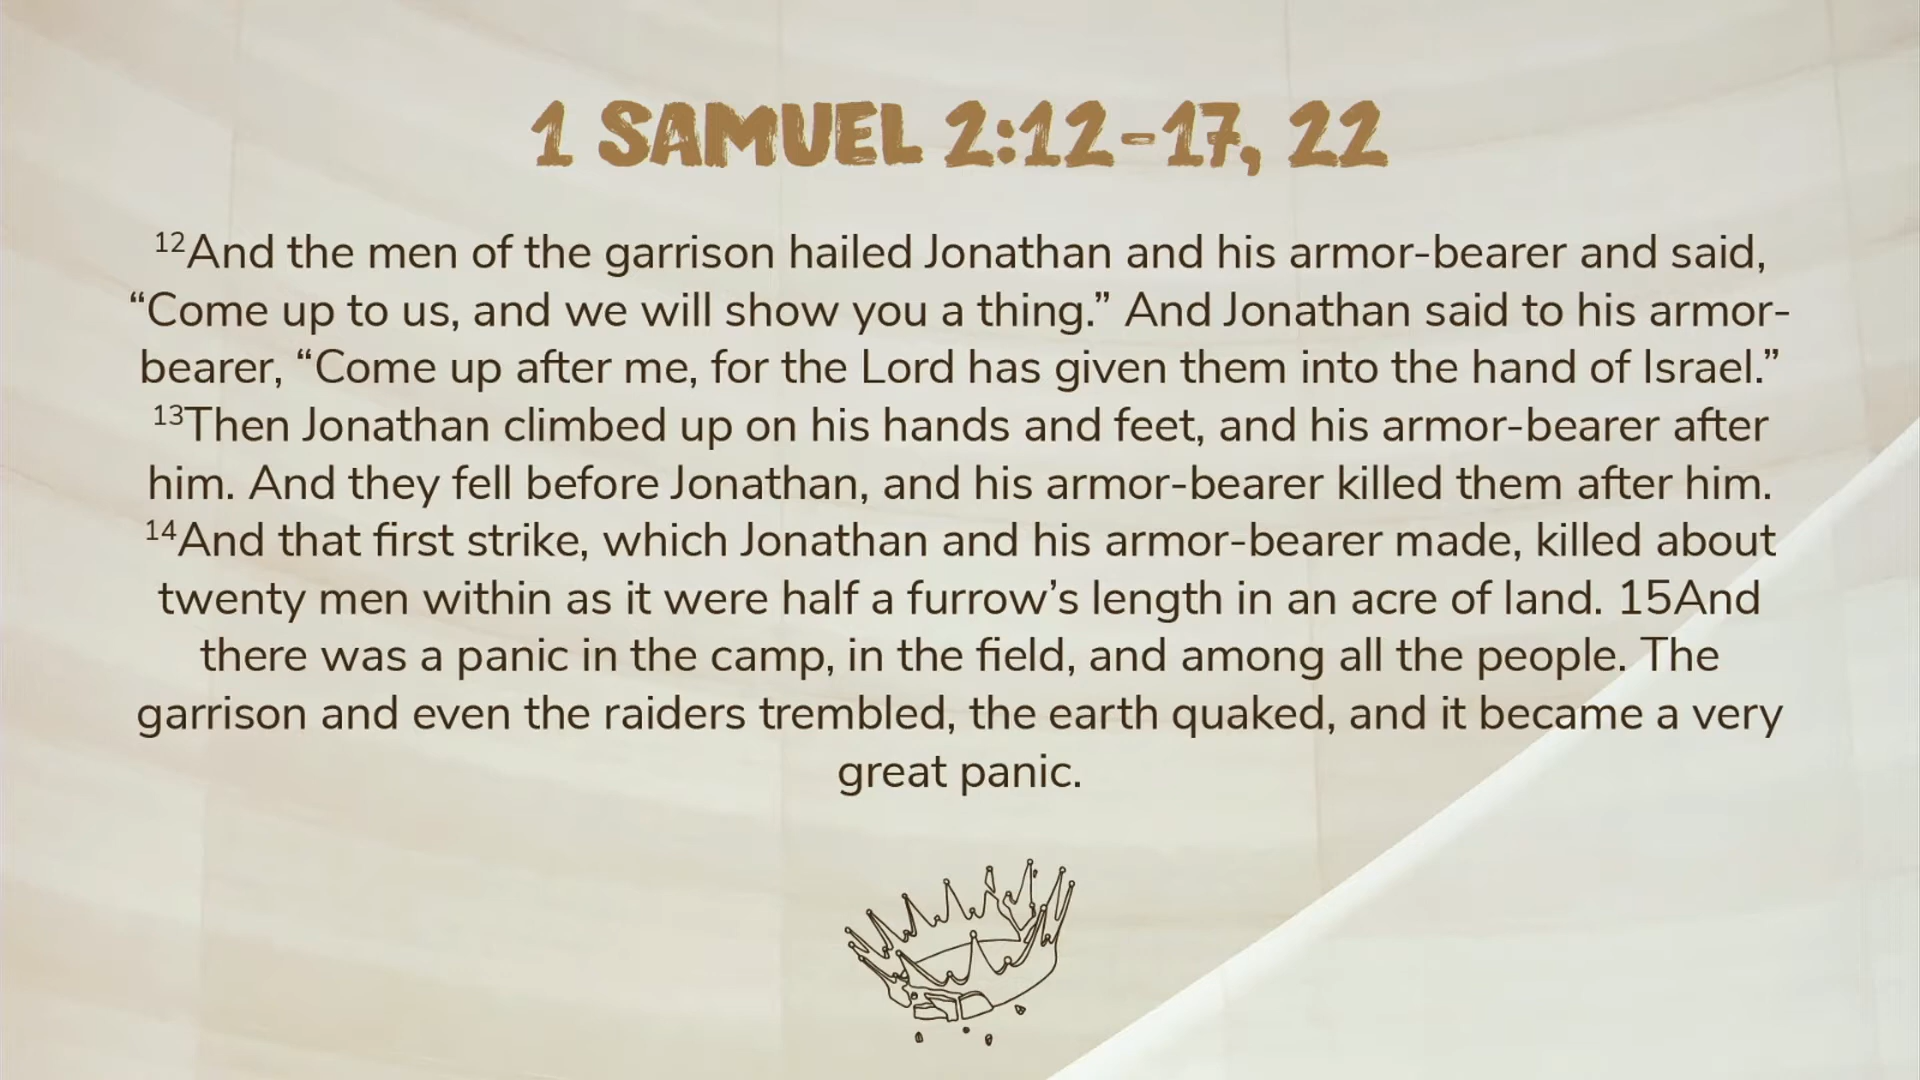 1 SAMUEL 2:12-17, 22
12And the men of the garrison hailed Jonathan and his armor-bearer and said,
“Come up to us, and we will show you a thing.” And Jonathan said to his armor-
bearer, “Come up after me, for the Lord has given them into the hand of Israel.”
13Then Jonathan climbed up on his hands and feet, and his armor-bearer after
him. And they fell before Jonathan, and his armor-bearer killed them after him.
14And that first strike, which Jonathan and his armor-bearer made, killed about
twenty men within as it were half a furrow’s length in an acre of land. 15And
there was a panic in the camp, in the field, and among all the people. The
garrison and even the raiders trembled, the earth quaked, and it became a very
great panic.